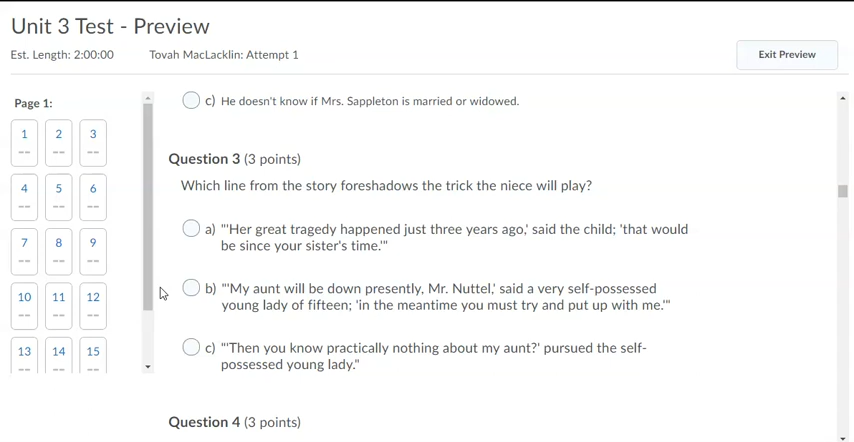 Unit 3 Test - Preview
Est. Length: 2:00:00 Tovah MacLacklin: Attempt 1
Exit Preview
Page 1:
1 2 3
-- -- --
4 5 6
-- -- --
7 8 9
-- -- --
10 11 12
-- -- --
13 14 15
-- -- --
c) He doesn't know if Mrs. Sappleton is married or widowed.
Question 3 (3 points)
Which line from the story foreshadows the trick the niece will play?
a) "'Her great tragedy happened just three years ago,' said the child; 'that would
be since your sister's time.'"
b) "'My aunt will be down presently, Mr. Nuttel,' said a very self-possessed
young lady of fifteen; 'in the meantime you must try and put up with me.'"
c) "'Then you know practically nothing about my aunt?' pursued the self-
possessed young lady."
Question 4 (3 points)